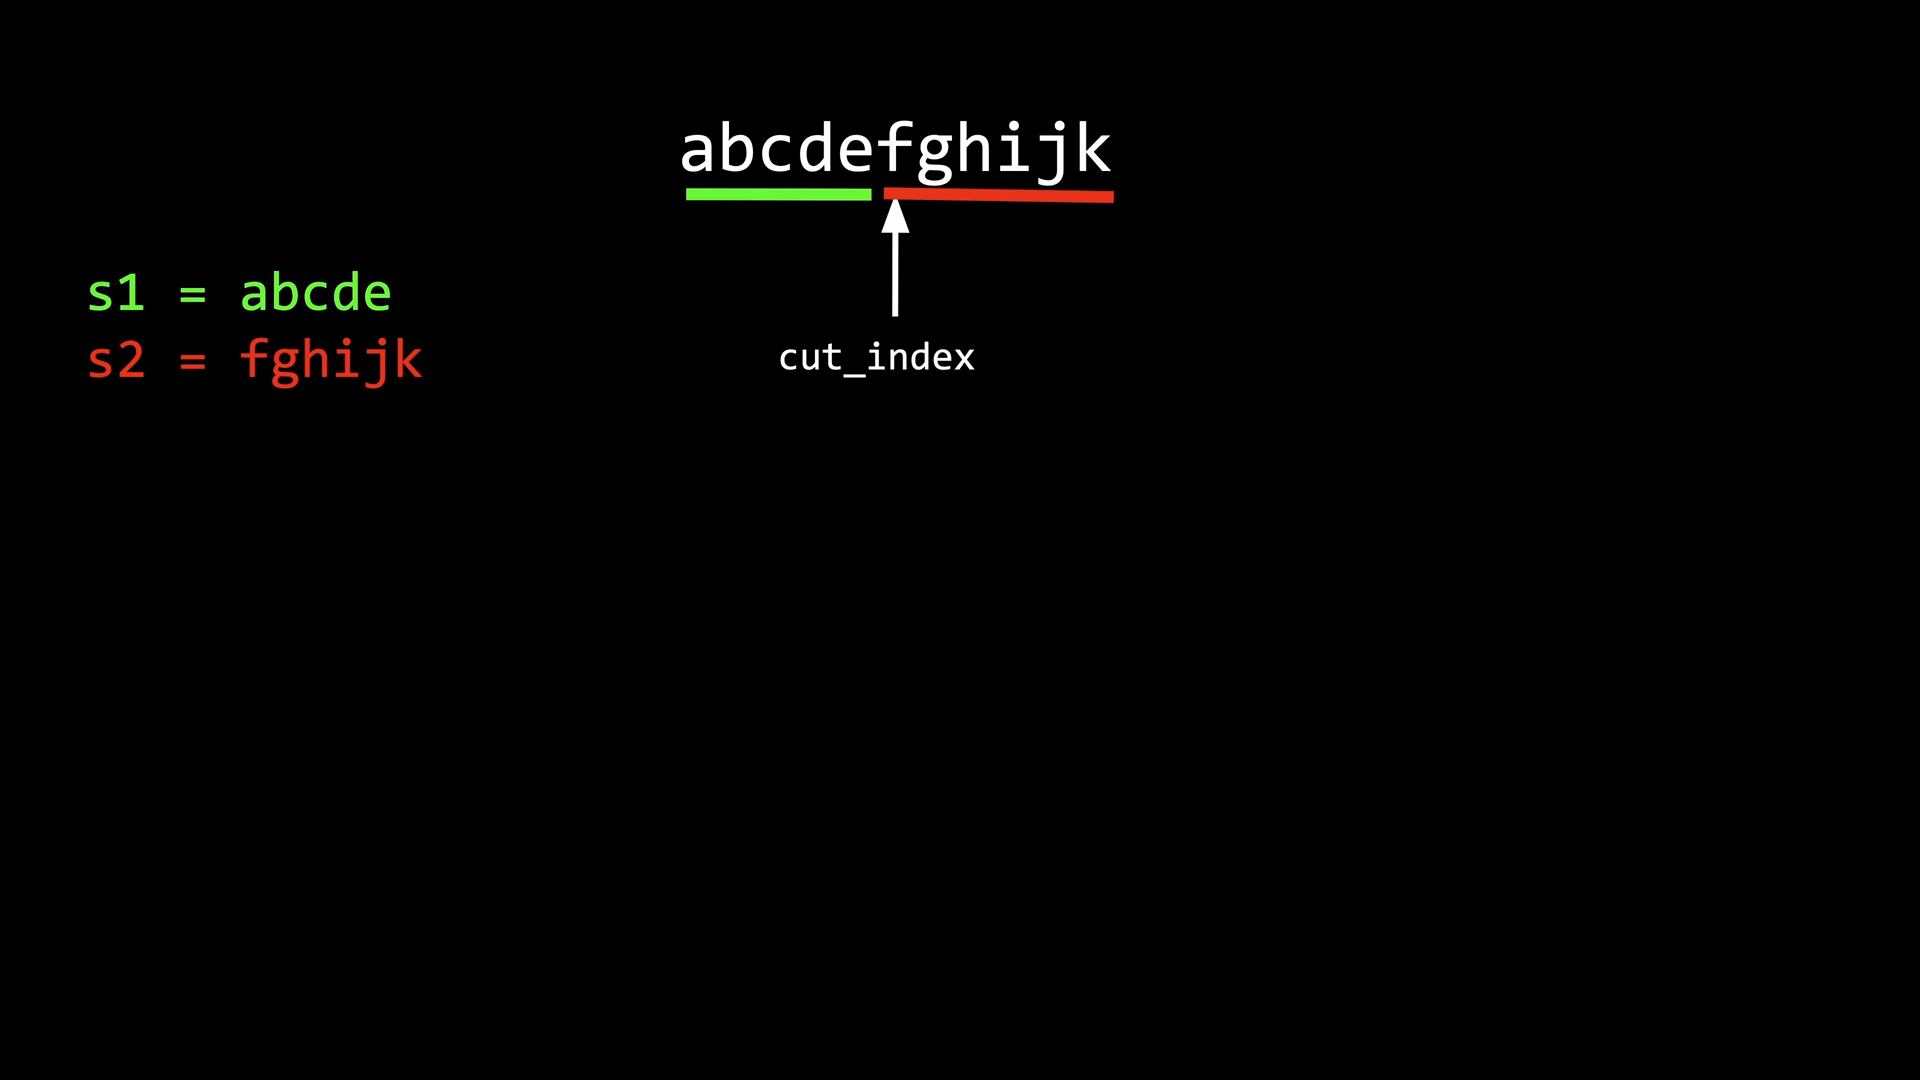 abcdefghijk
s1 = abcde
s2 = fghijk
cut_index